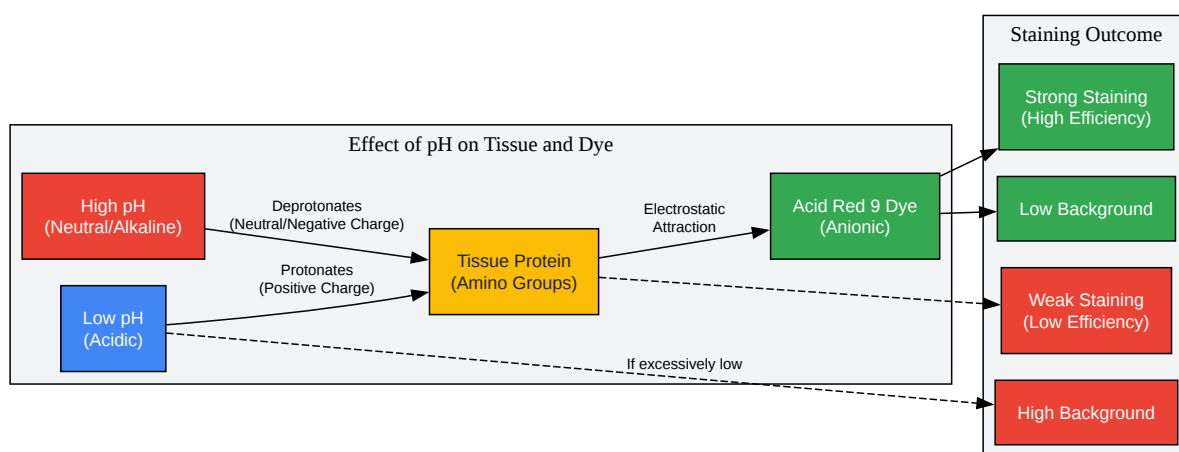 Staining Outcome
Strong Staining
(High Efficiency)
Effect of pH on Tissue and Dye
High pH
(Neutral/Alkaline)
Deprotonates
(Neutral/Negative Charge)
Electrostatic
Attraction
Acid Red 9 Dye
(Anionic)
Low Background
Tissue Protein
(Amino Groups)
Protonates
(Positive Charge)
Low pH
(Acidic)
Weak Staining
(Low Efficiency)
If excessively low
High Background